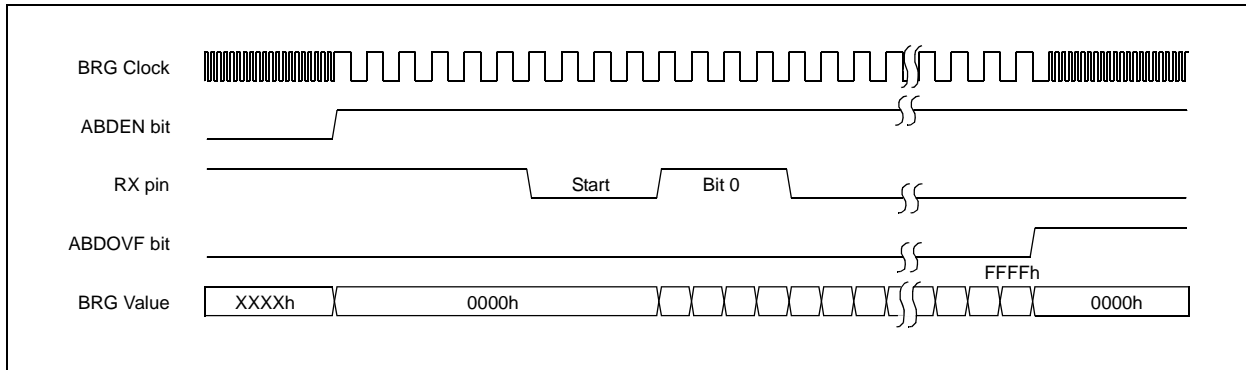 BRG Clock
ABDEN bit
RX pin
Start
Bit 0
ABDOVF bit
FFFFh
BRG Value
XXXXh
0000h
0000h